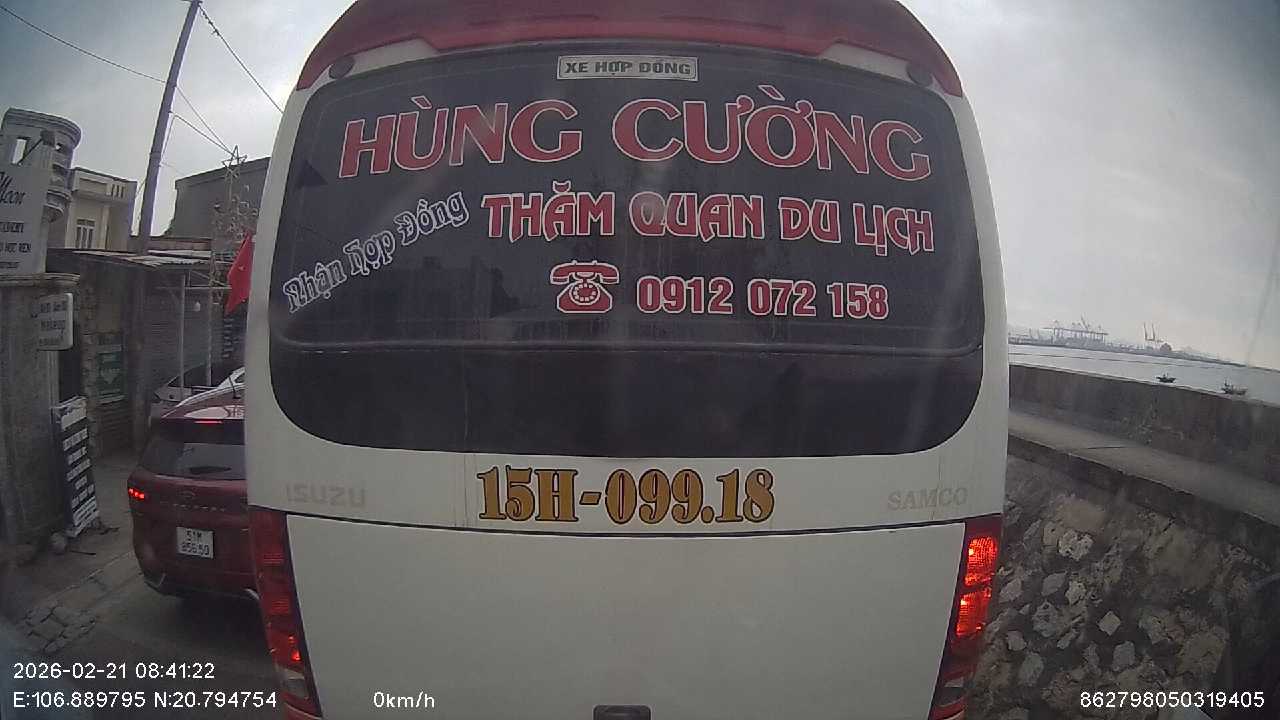 XE HỢP ĐỒNG
HÙNG CƯỜNG
Nhận Hợp Đồng
THĂM QUAN DU LỊCH
0912 072 158
ISUZU
15H-099.18
SAMCO
51M
2026-02-21 08:41:22
E:106.889795 N:20.794754
0km/h
862798050319405